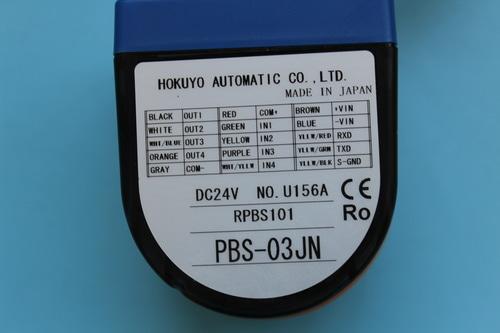 HOKUYO AUTOMATIC CO.,LTD.
MADE IN JAPAN
BLACK OUT1 RED COM+ BROWN +VIN
WHITE OUT2 GREEN IN1 BLUE -VIN
WHT/BLUE OUT3 YELLOW IN2 YLLW/RED RXD
ORANGE OUT4 PURPLE IN3 YLLW/GRN TXD
GRAY COM- WHT/YLLW IN4 YLLW/BLK S-GND
DC24V NO.U156A CE
RPBS101 Ro
PBS-03JN